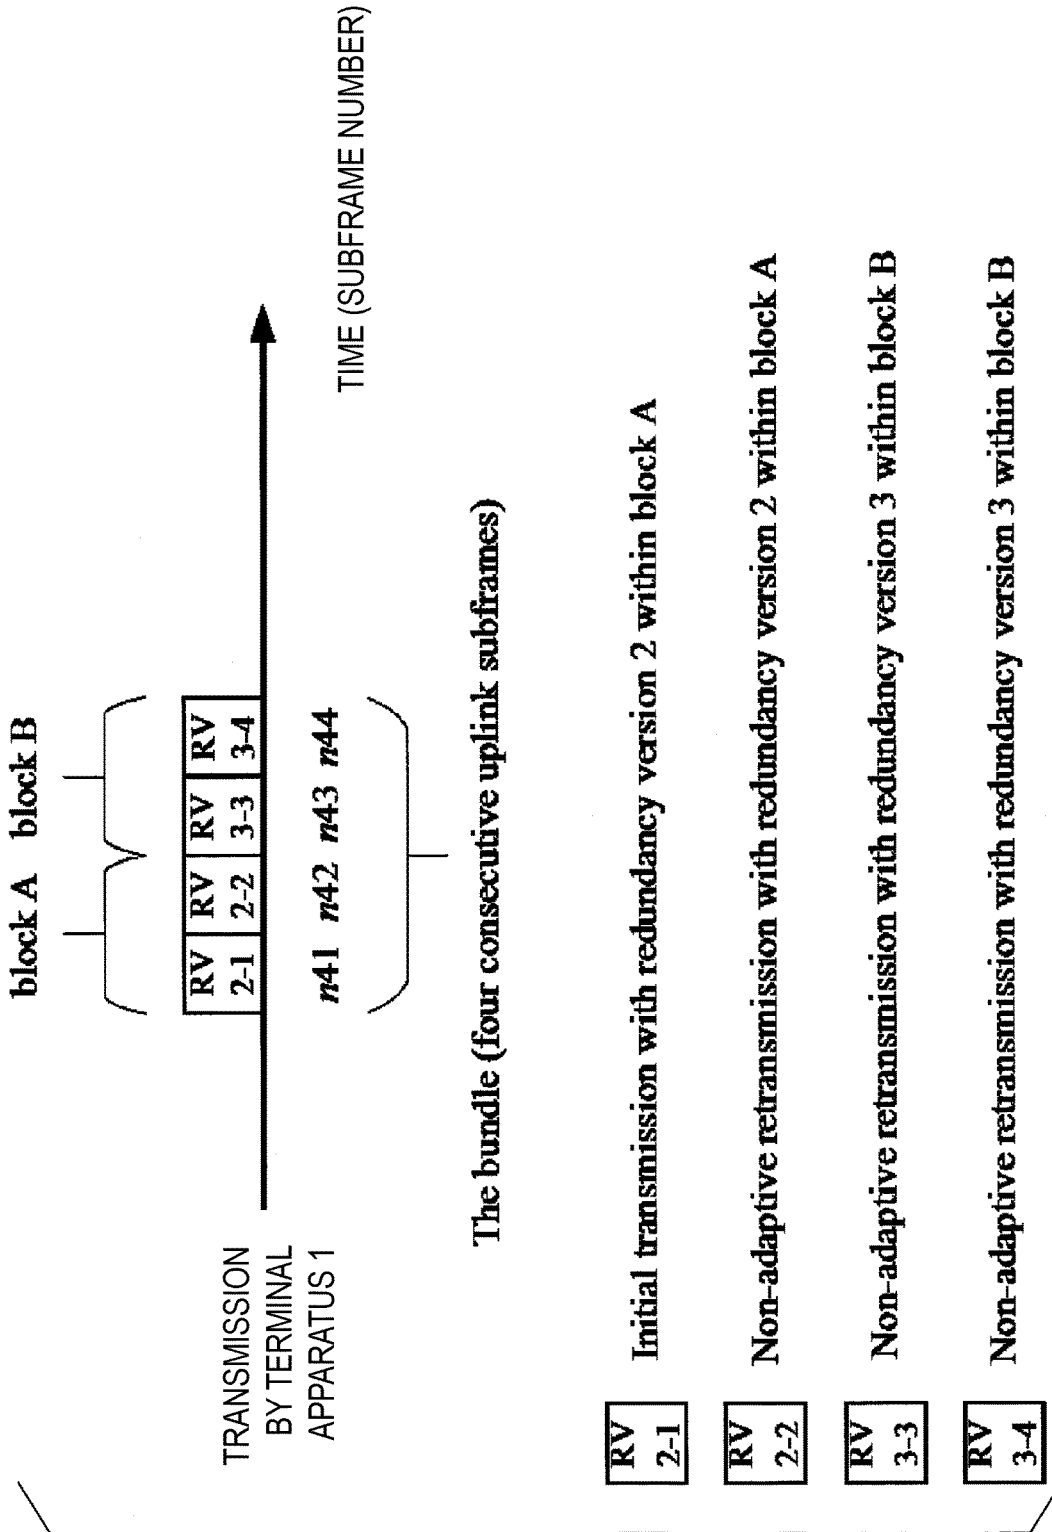 block A block B
TRANSMISSION
BY TERMINAL
APPARATUS 1
RV
2-1
RV
2-2
RV
3-3
RV
3-4
n41 n42 n43 n44
TIME (SUBFRAME NUMBER)
The bundle (four consecutive uplink subframes)
RV
2-1
Initial transmission with redundancy version 2 within block A
RV
2-2
Non-adaptive retransmission with redundancy version 2 within block A
RV
3-3
Non-adaptive retransmission with redundancy version 3 within block B
RV
3-4
Non-adaptive retransmission with redundancy version 3 within block B